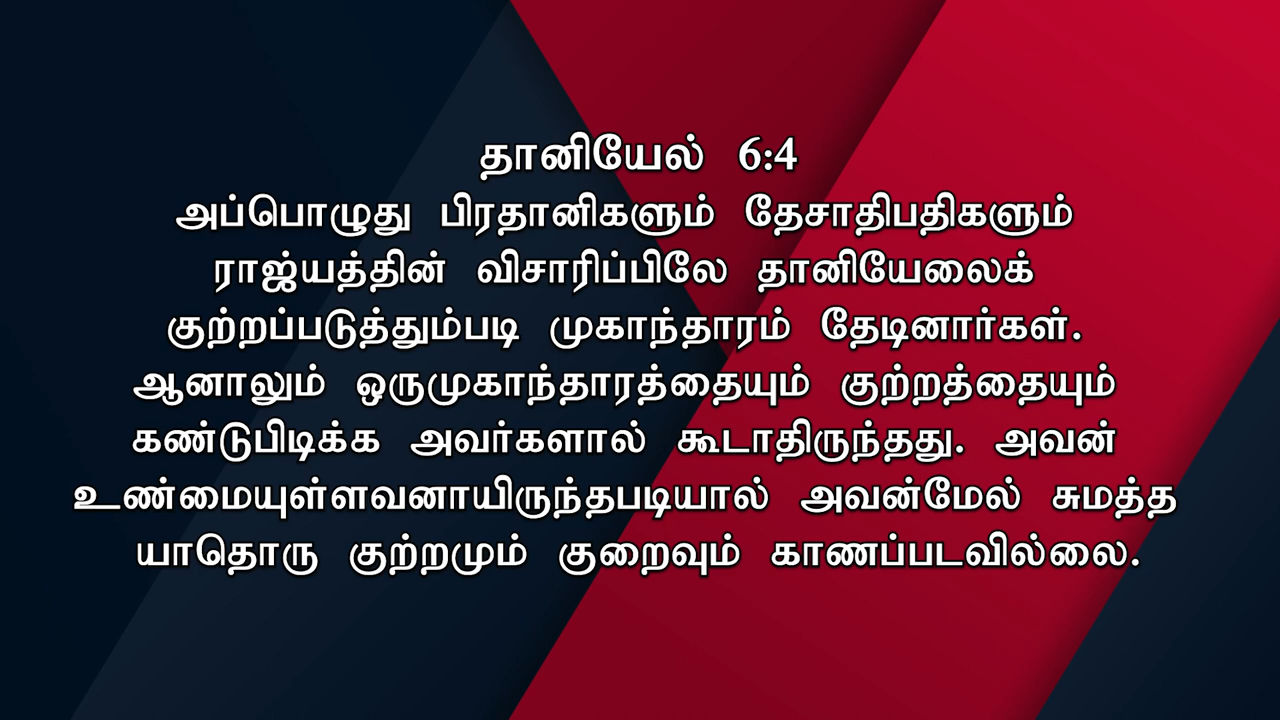 தானியேல் 6:4
அப்பொழுது பிரதானிகளும் தேசாதிபதிகளும்
ராஜ்யத்தின் விசாரிப்பிலே தானியேலைக்
குற்றப்படுத்தும்படி முகாந்தாரம் தேடினார்கள்.
ஆனாலும் ஒருமுகாந்தாரத்தையும் குற்றத்தையும்
கண்டுபிடிக்க அவர்களால் கூடாதிருந்தது. அவன்
உண்மையுள்ளவனாயிருந்தபடியால் அவன்மேல் சுமத்த
யாதொரு குற்றமும் குறைவும் காணப்படவில்லை.